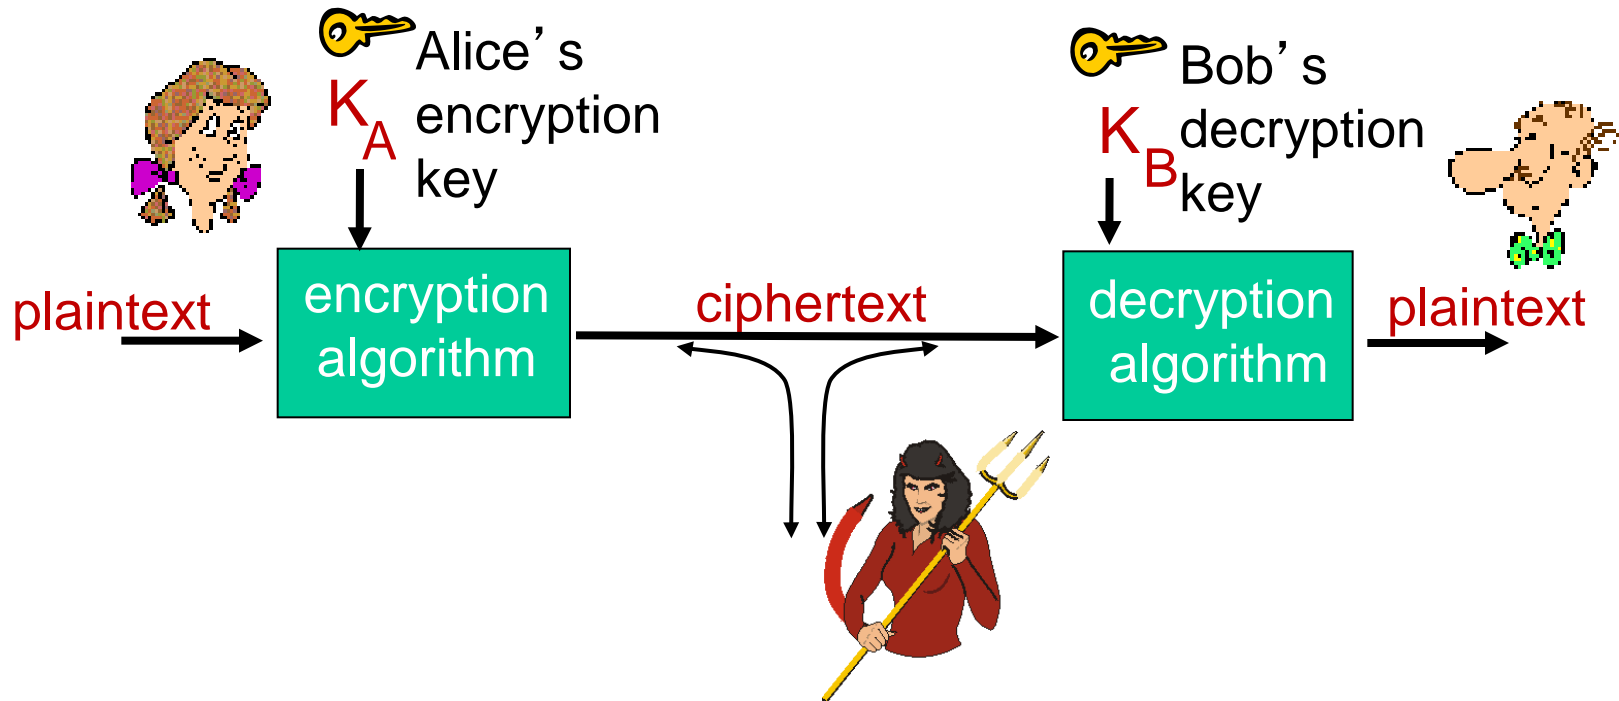 Alice’s
encryption
key
K
A
Bob’s
decryption
key
K
B
plaintext
encryption
algorithm
ciphertext
decryption
algorithm
plaintext